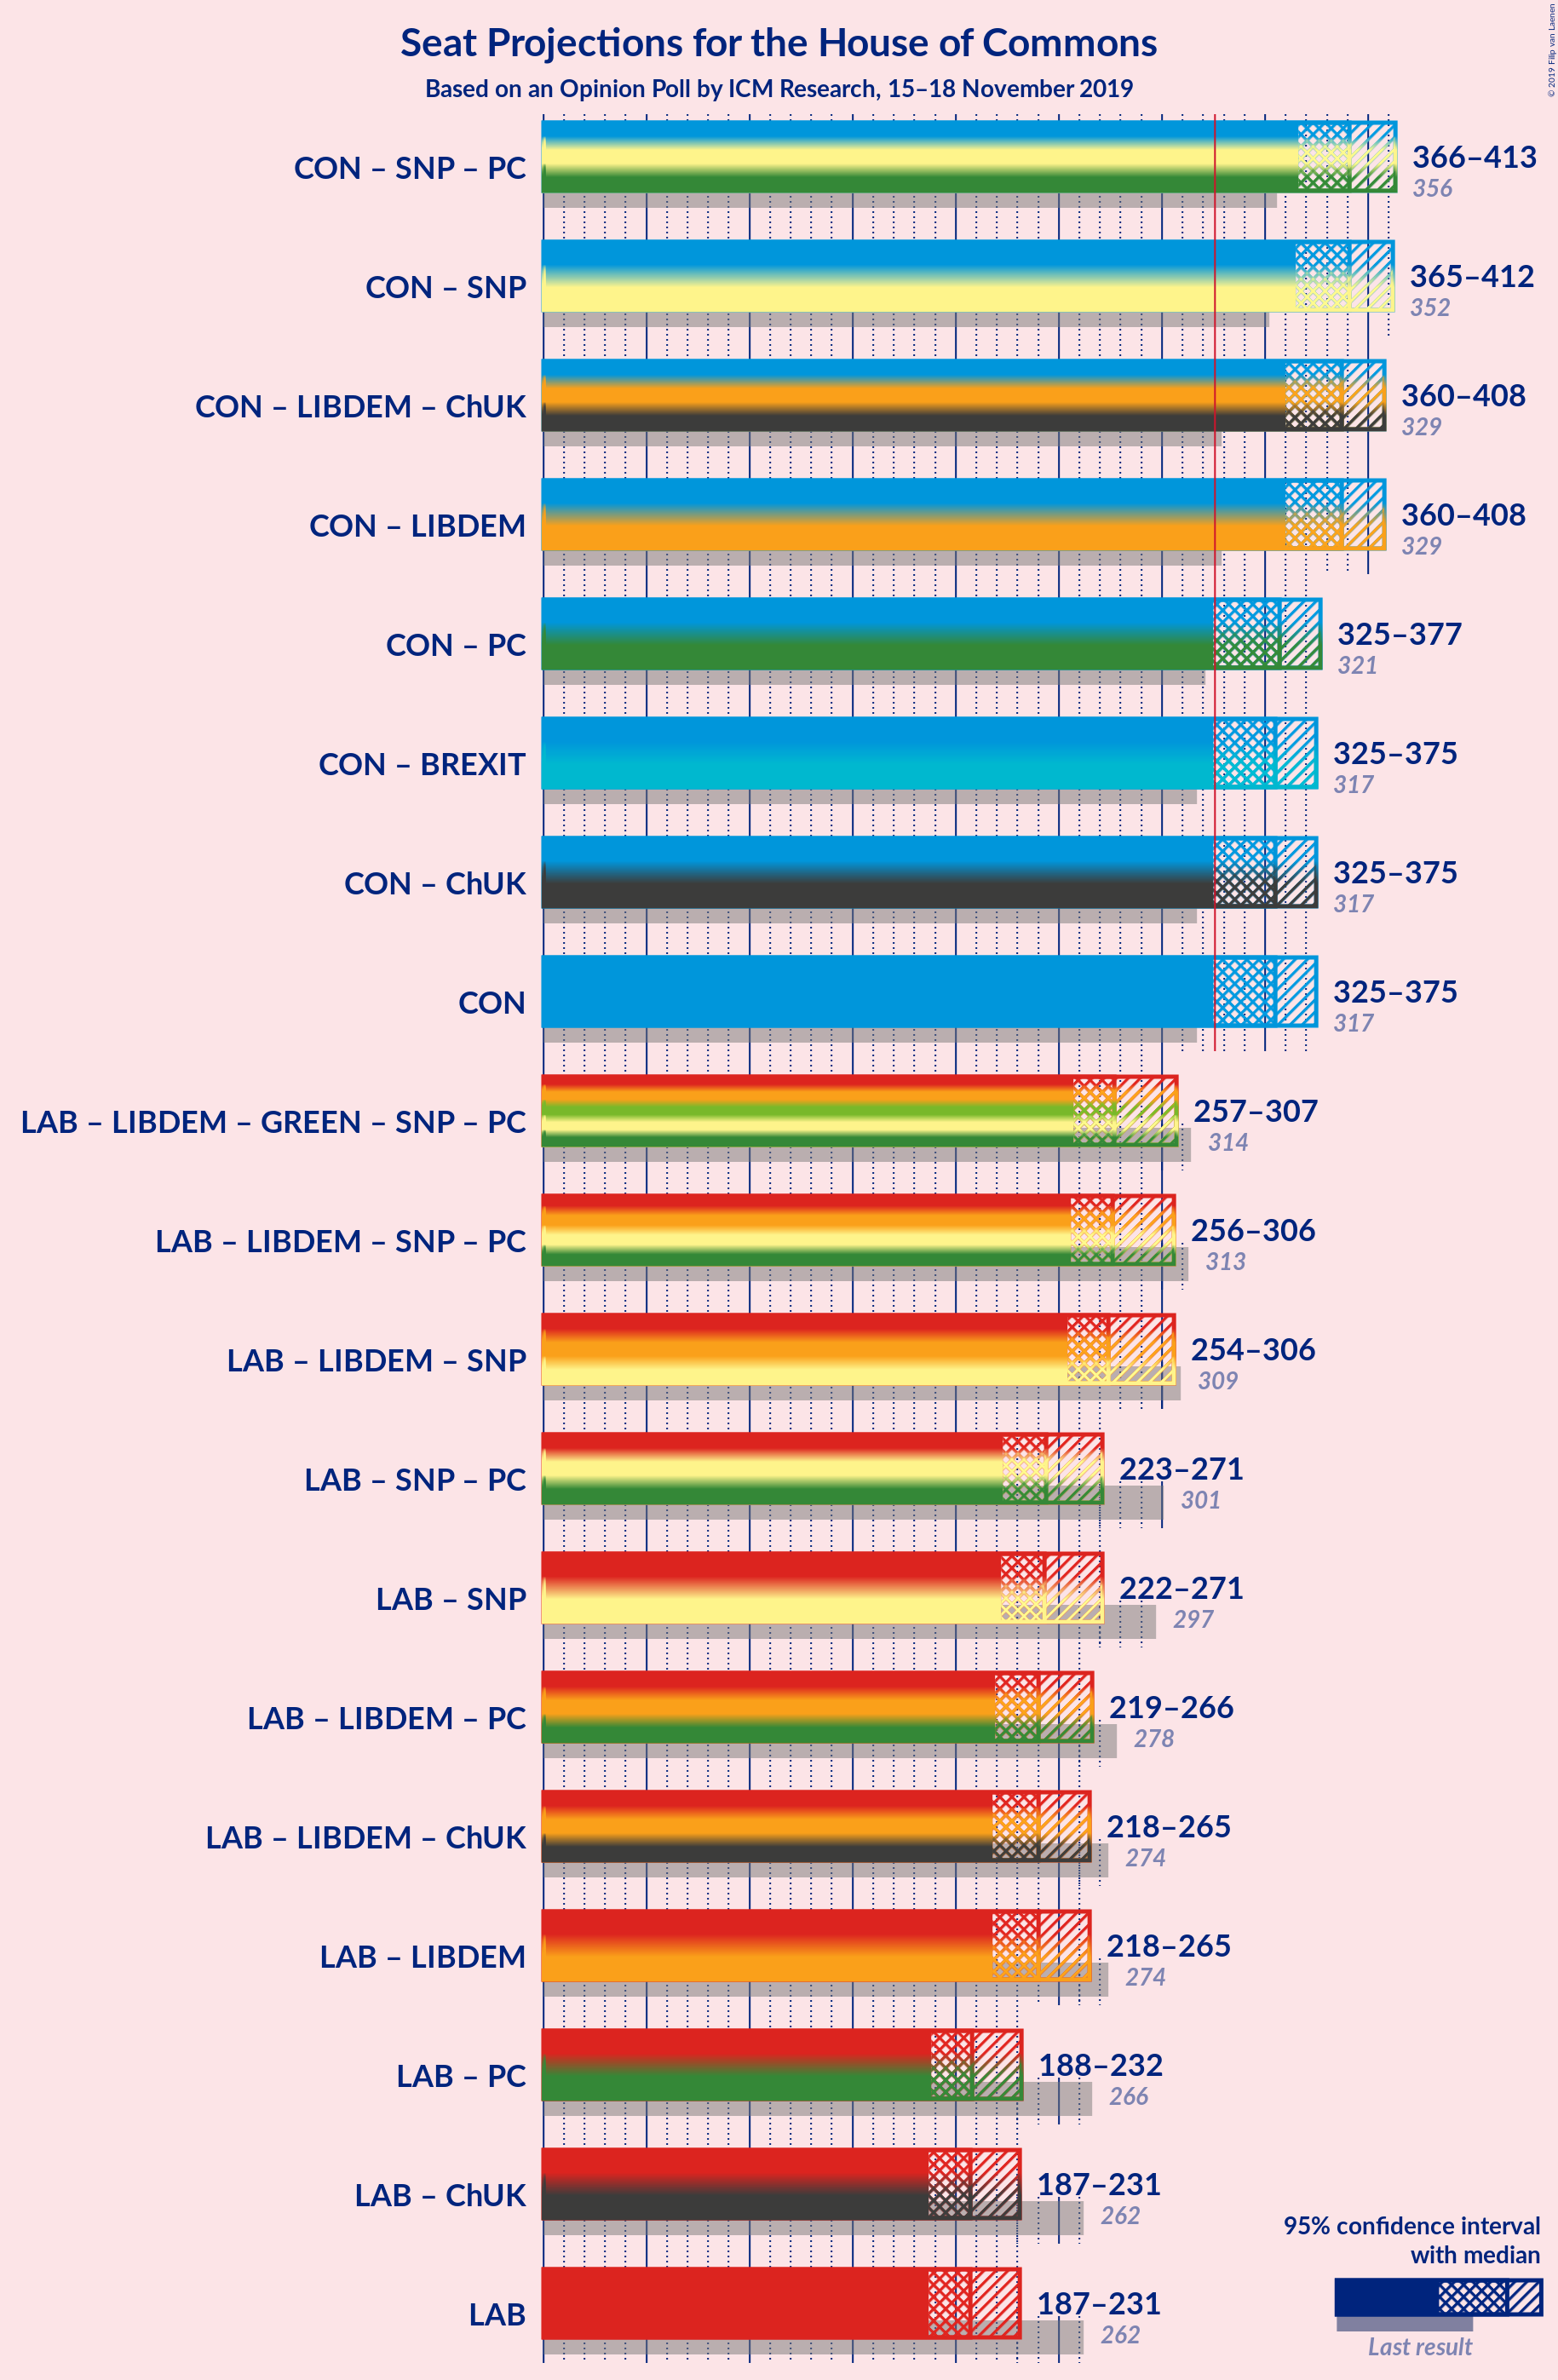 Seat Projections for the House of Commons
Based on an Opinion Poll by ICM Research, 15–18 November 2019
© 2019 Filip van Laenen
CON – SNP – PC
366–413
356
CON – SNP
365–412
352
CON – LIBDEM – ChUK
360–408
329
CON – LIBDEM
360–408
329
CON – PC
325–377
321
CON – BREXIT
325–375
317
CON – ChUK
325–375
317
CON
325–375
317
LAB – LIBDEM – GREEN – SNP – PC
257–307
314
LAB – LIBDEM – SNP – PC
256–306
313
LAB – LIBDEM – SNP
254–306
309
LAB – SNP – PC
223–271
301
LAB – SNP
222–271
297
LAB – LIBDEM – PC
219–266
278
LAB – LIBDEM – ChUK
218–265
274
LAB – LIBDEM
218–265
274
LAB – PC
188–232
266
LAB – ChUK
187–231
262
LAB
187–231
262
95% confidence interval
with median
Last result